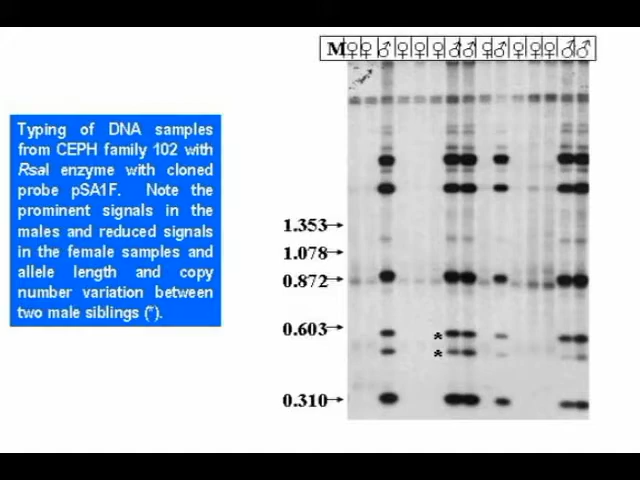 M ♀ ♀ ♂ ♀ ♀ ♀ ♂ ♂ ♀ ♂ ♀ ♀ ♀ ♂ ♂
Typing of DNA samples
from CEPH family 102 with
RsaI enzyme with cloned
probe pSA1F. Note the
prominent signals in the
males and reduced signals
in the female samples and
allele length and copy
number variation between
two male siblings (*).
1.353
1.078
0.872
0.603
*
*
0.310